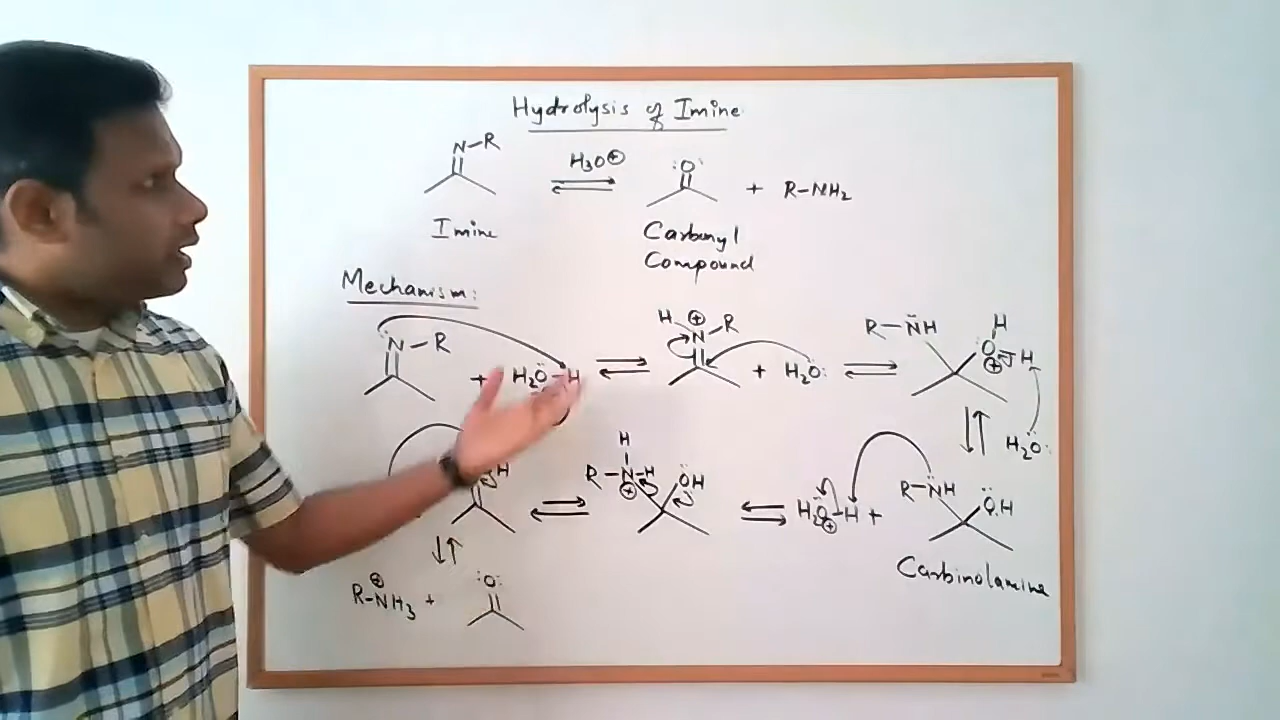 Hydrolysis of Imine
N-R
H3O⊕
:O:
+ R-NH2
Imine
Carbonyl
Compound
Mechanism:
N-R
+ H2O-H
H ⊕ N R
+ H2O:
R-NH
H
:O ⊕ H
H2O:
H
R-N-H ⊕
OH
H2O-H ⊕ +
R-NH
OH
Carbinolamine
H
R-NH3 ⊕ +
:O: